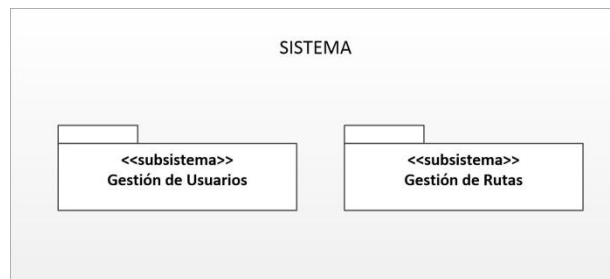 SISTEMA
<<subsistema>>
Gestión de Usuarios
<<subsistema>>
Gestión de Rutas